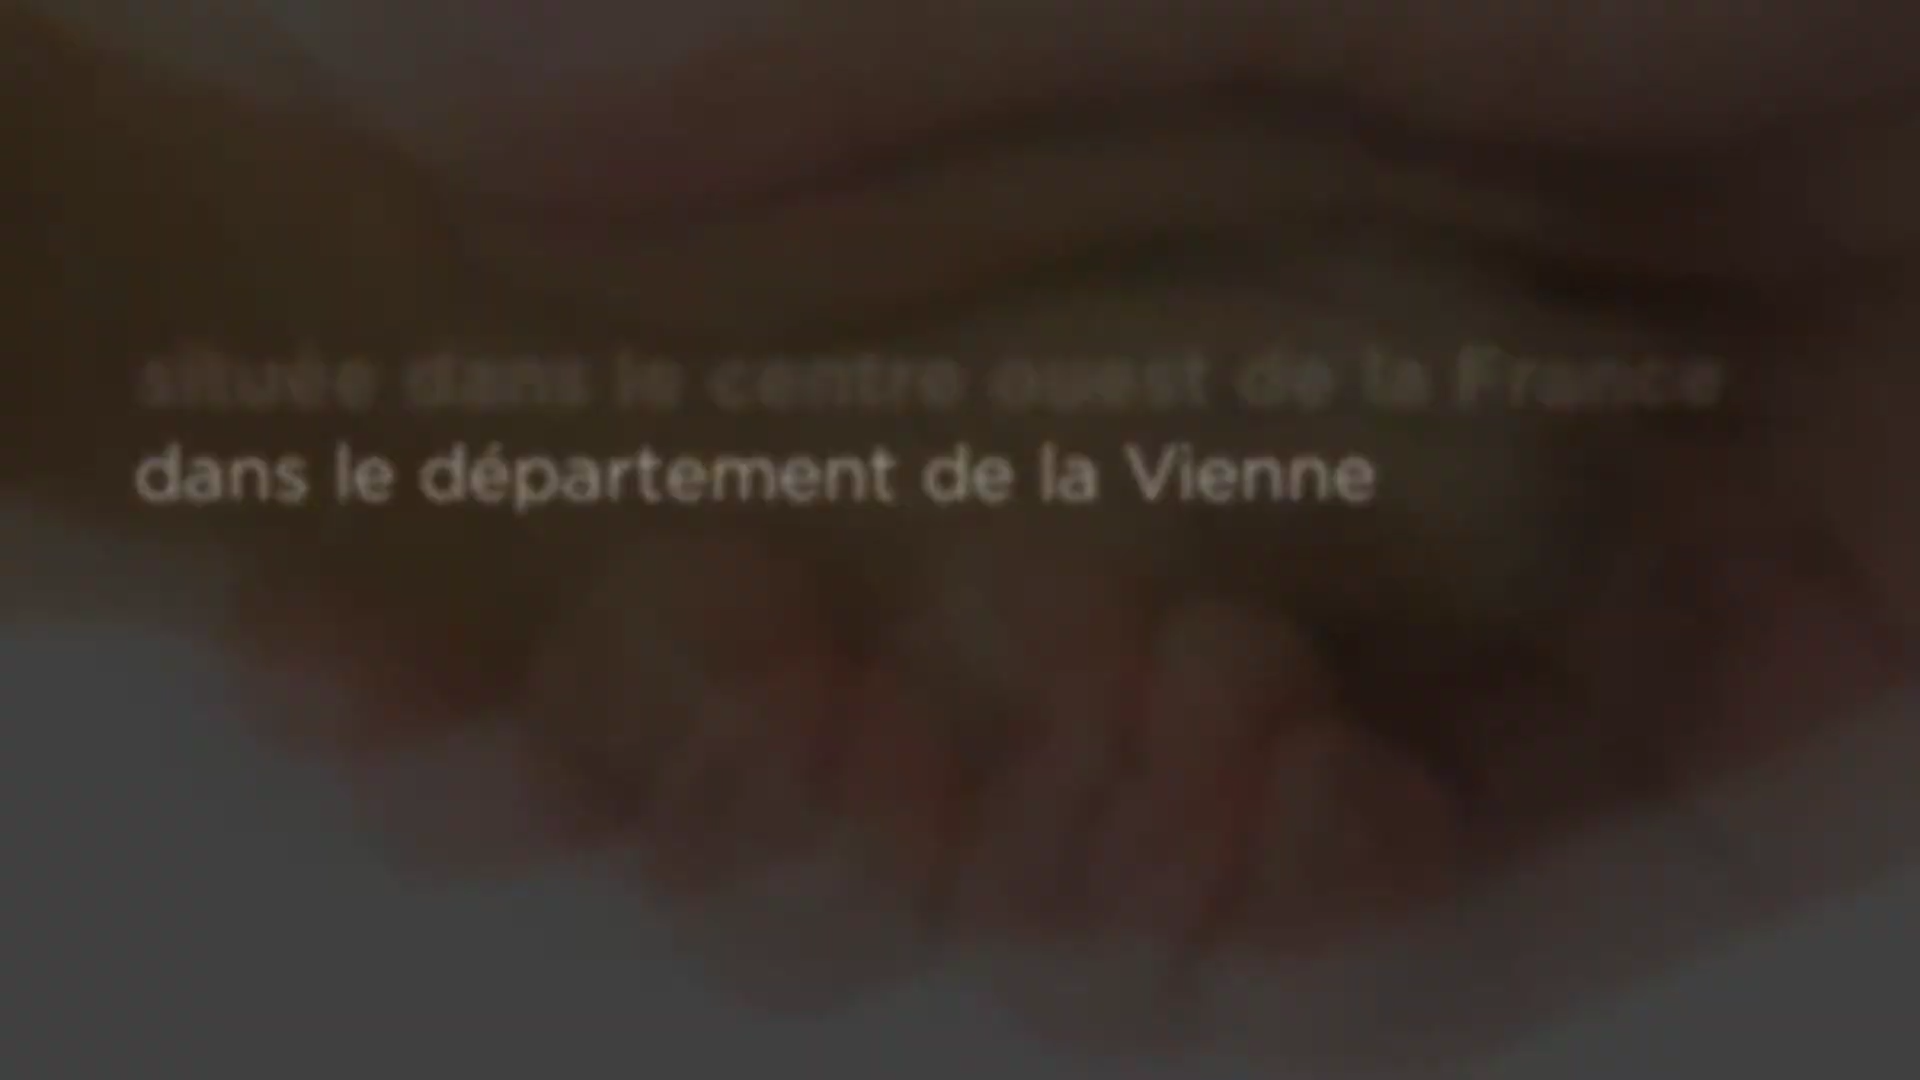 située dans le centre ouest de la France
dans le département de la Vienne